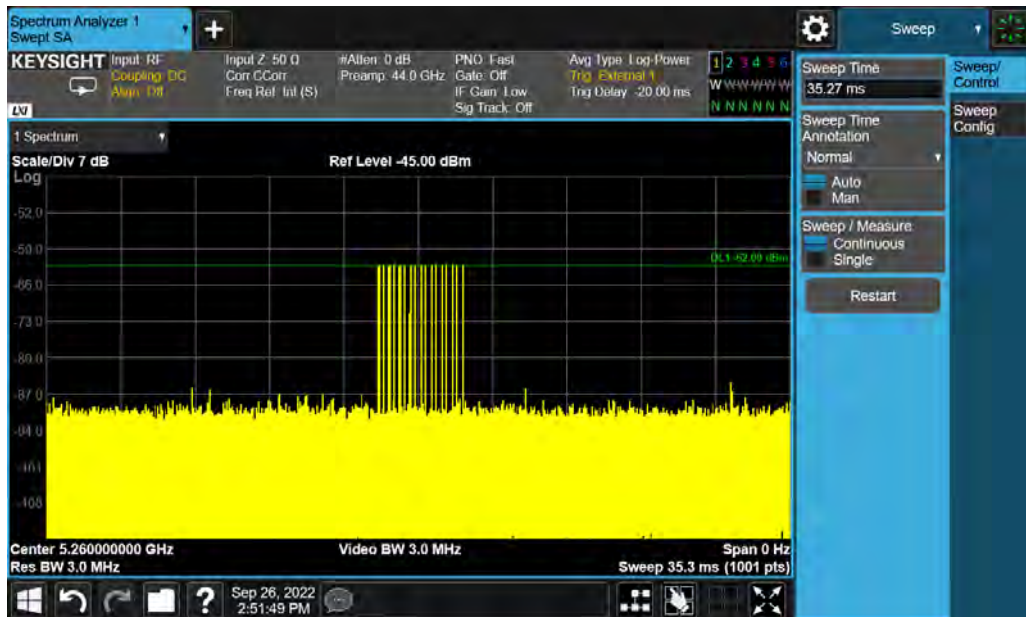 Spectrum Analyzer 1
Swept SA
Sweep
KEYSIGHT
Input: RF
Coupling: DC
Align: Off
Input Z: 50 Ω
Corr CCorr
Freq Ref: Int (S)
#Atten: 0 dB
Preamp: 44.0 GHz
PNO: Fast
Gate: Off
IF Gain: Low
Sig Track: Off
Avg Type: Log-Power
Trig: External 1
Trig Delay: -20.00 ms
1 2 3 4 5 6
W W W W W W
N N N N N N
LV
1 Spectrum
Scale/Div 7 dB
Ref Level -45.00 dBm
Log
-52.0
-59.0
DL1 -62.00 dBm
-66.0
-73.0
-80.0
-87.0
-94.0
-101
-108
Center 5.260000000 GHz
Video BW 3.0 MHz
Span 0 Hz
Res BW 3.0 MHz
Sweep 35.3 ms (1001 pts)
Sweep Time
35.27 ms
Sweep Time
Annotation
Normal
Auto
Man
Sweep / Measure
Continuous
Single
Restart
Sweep/
Control
Sweep
Config
?
Sep 26, 2022
2:51:49 PM